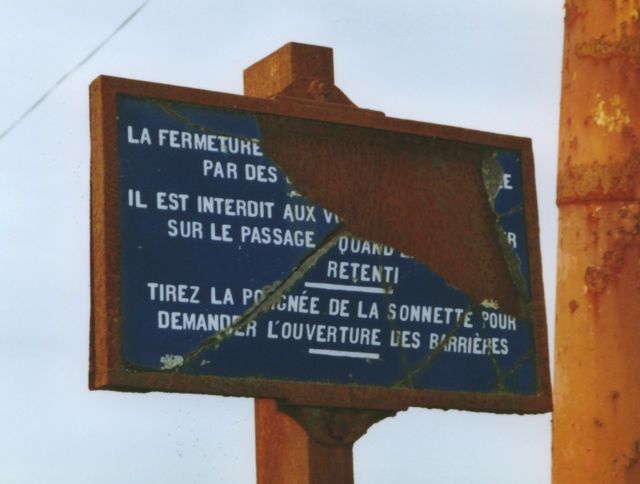 LA FERMETURE
PAR DES
IL EST INTERDIT AUX
SUR LE PASSAGE QUAND
RETENTI
TIREZ LA POIGNÉE DE LA SONNETTE POUR
DEMANDER L'OUVERTURE DES BARRIÈRES